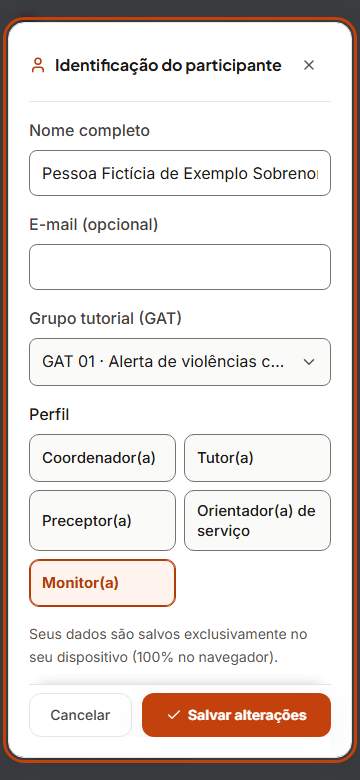 Identificação do participante
Nome completo
Pessoa Fictícia de Exemplo Sobreno
E-mail (opcional)
Grupo tutorial (GAT)
GAT 01 · Alerta de violências c...
Perfil
Coordenador(a)
Tutor(a)
Preceptor(a)
Orientador(a) de
serviço
Monitor(a)
Seus dados são salvos exclusivamente no
seu dispositivo (100% no navegador).
Cancelar
Salvar alterações